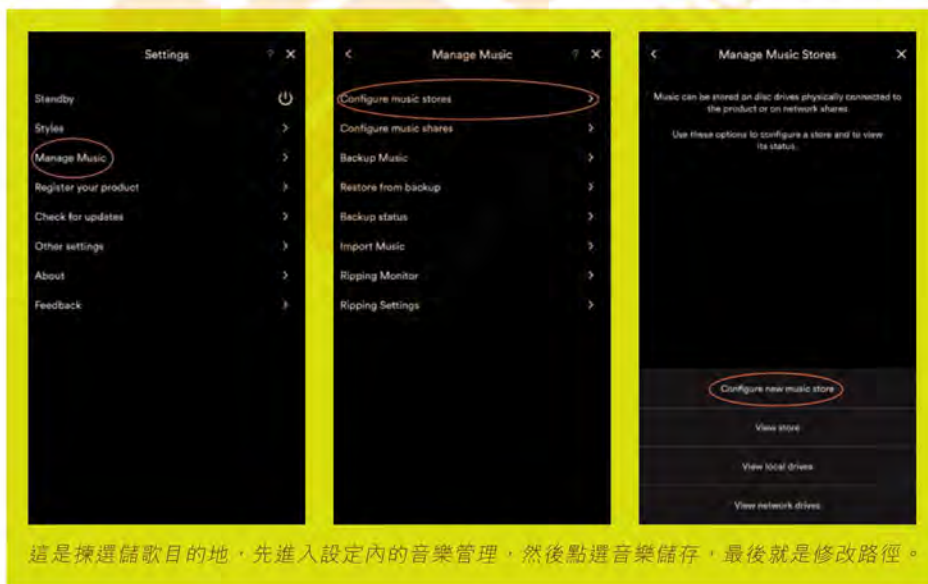 Settings ? ×
Standby
Styles >
Manage Music >
Register your product >
Check for updates >
Other settings >
About >
Feedback >
< Manage Music ? ×
Configure music stores >
Configure music shares >
Backup Music >
Restore from backup >
Backup status >
Import Music >
Ripping Monitor >
Ripping Settings >
< Manage Music Stores ×
Music can be stored on disc drives physically connected to
the product or on network shares.
Use these options to configure a store and to view
its status.
Configure new music store
View store
View local drives
View network drives
這是揀選儲歌目的地，先進入設定內的音樂管理，然後點選音樂儲存，最後就是修改路徑。